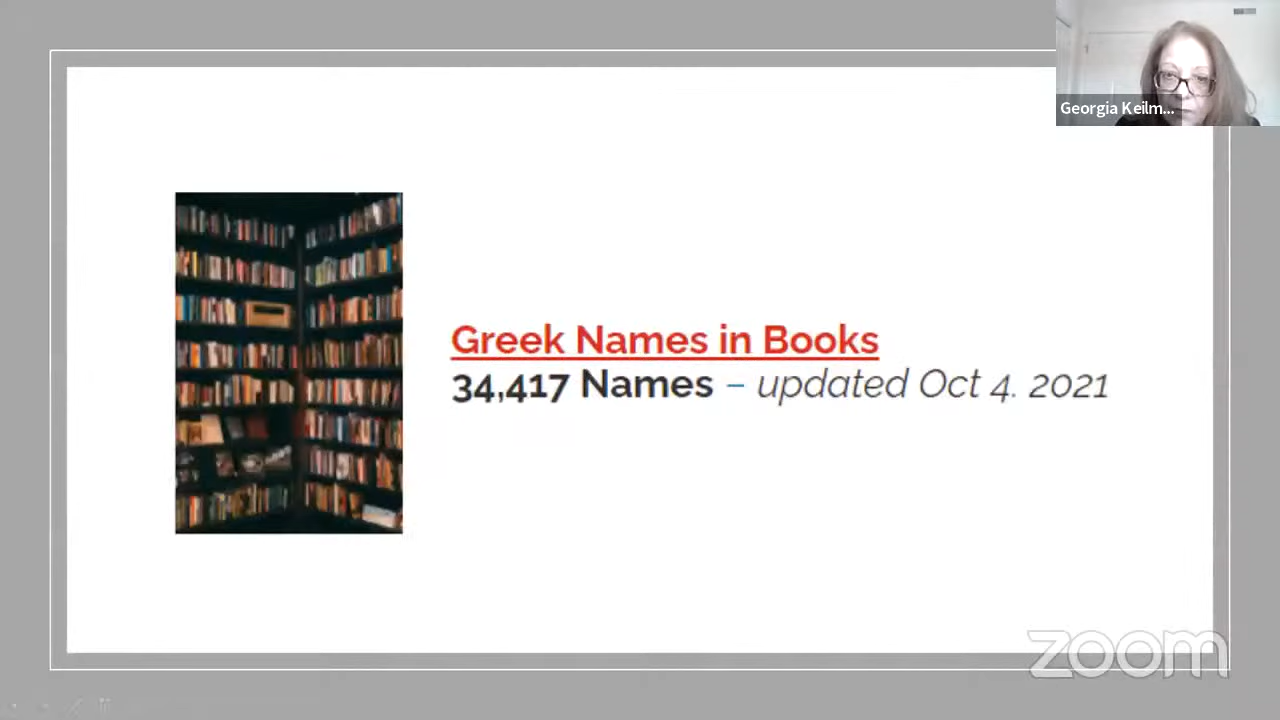 Georgia Keilm...
Greek Names in Books
34,417 Names – updated Oct 4. 2021
zoom